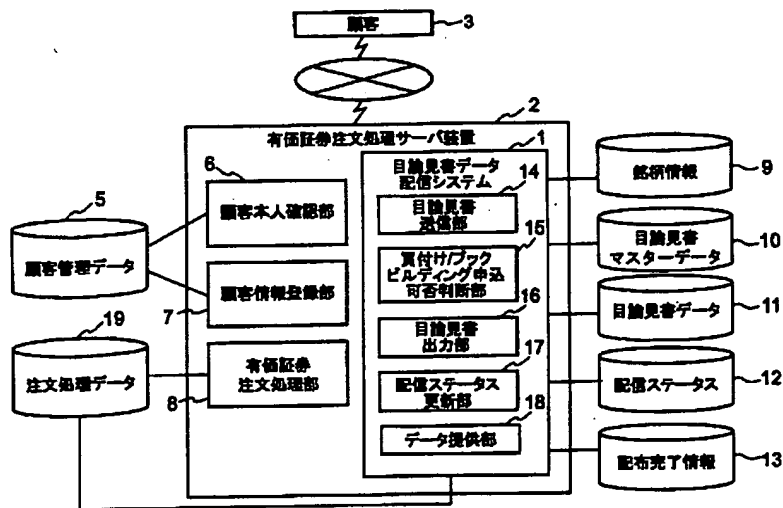 顧客
3
2
有価証券注文処理サーバ装置
1
6
目論見書データ
配信システム
14
銘柄情報
9
5
顧客本人確認部
目論見書
送信部
15
顧客管理データ
買付け/ブック
ビルディング申込
可否判断部
目論見書
マスターデータ
10
19
7
顧客情報登録部
16
目論見書
出力部
目論見書データ
11
17
注文処理データ
8
有価証券
注文処理部
配信ステータス
更新部
配信ステータス
12
18
データ提供部
配布完了情報
13